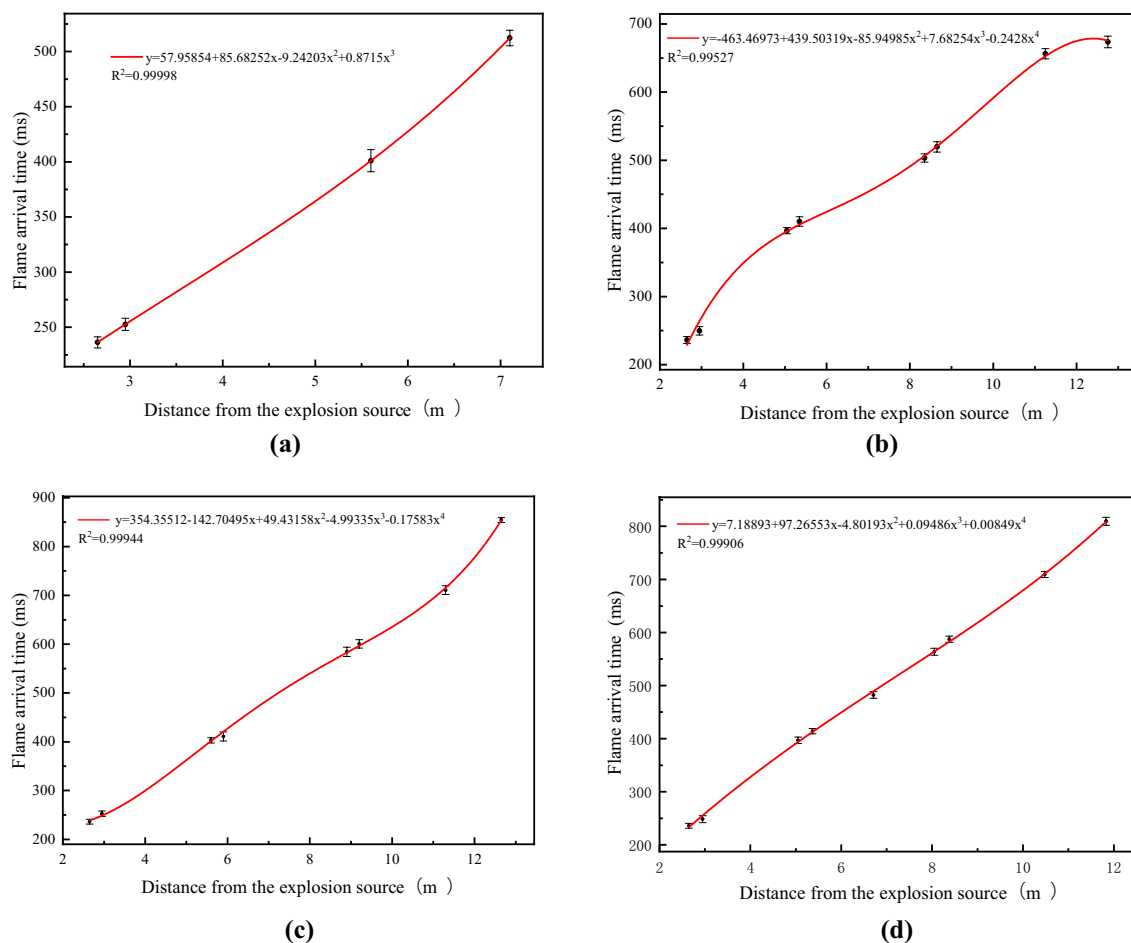 y=57.95854+85.68252x-9.24203x²+0.8715x³
R²=0.99998
500
450
400
350
300
250
3 4 5 6 7
Flame arrival time (ms)
Distance from the explosion source (m )
(a)
y=-463.46973+439.50319x-85.94985x²+7.68254x³-0.2428x⁴
R²=0.99527
700
600
500
400
300
200
2 4 6 8 10 12
Flame arrival time (ms)
Distance from the explosion source (m )
(b)
y=354.35512-142.70495x+49.43158x²-4.99335x³-0.17583x⁴
R²=0.99944
900
800
700
600
500
400
300
200
2 4 6 8 10 12
Flame arrival time (ms)
Distance from the explosion source (m )
(c)
y=7.18893+97.26553x-4.80193x²+0.09486x³+0.00849x⁴
R²=0.99906
800
700
600
500
400
300
200
2 4 6 8 10 12
Flame arrival time (ms)
Distance from the explosion source (m )
(d)